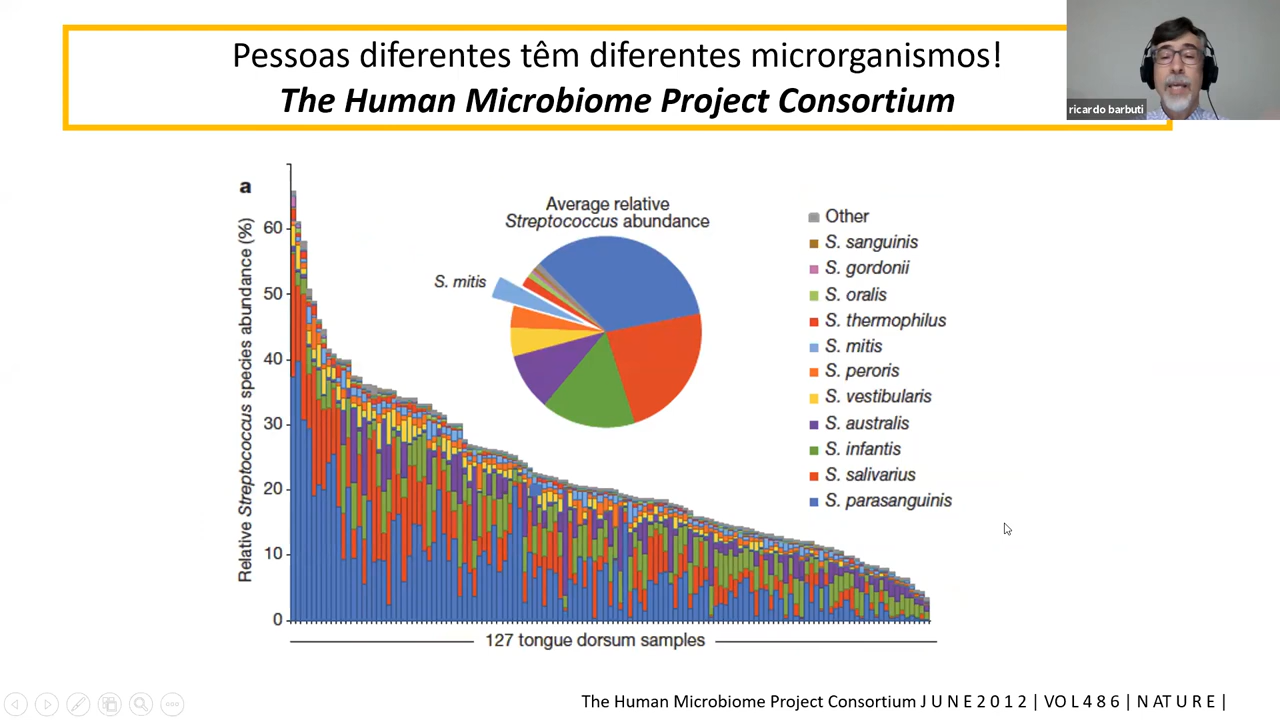 Pessoas diferentes têm diferentes microrganismos!
The Human Microbiome Project Consortium
ricardo barbuti
a
Average relative
Streptococcus abundance
S. mitis
Relative Streptococcus species abundance (%)
60
50
40
30
20
10
0
Other
S. sanguinis
S. gordonii
S. oralis
S. thermophilus
S. mitis
S. peroris
S. vestibularis
S. australis
S. infantis
S. salivarius
S. parasanguinis
127 tongue dorsum samples
The Human Microbiome Project Consortium J U N E 2 0 1 2 | VO L 4 8 6 | N AT U R E |